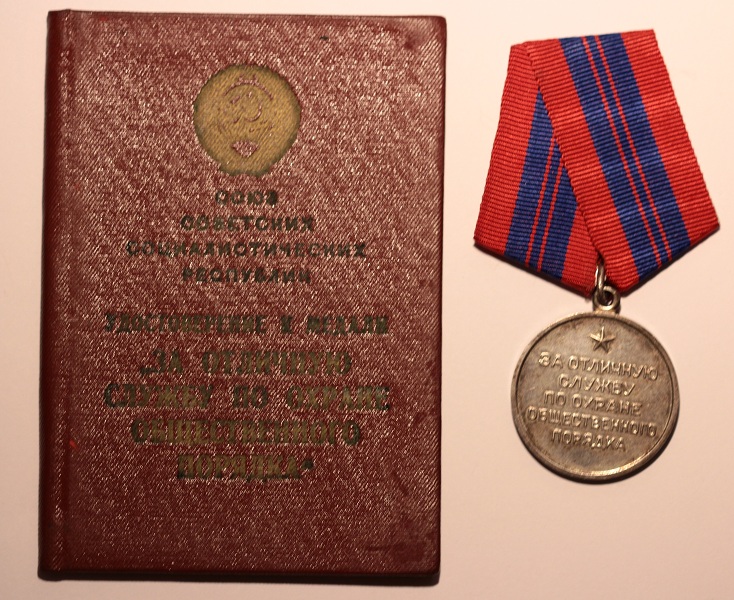 СОЮЗ
СОВЕТСКИХ
СОЦИАЛИСТИЧЕСКИХ
РЕСПУБЛИК
УДОСТОВЕРЕНИЕ К МЕДАЛИ
„ЗА ОТЛИЧНУЮ
СЛУЖБУ ПО ОХРАНЕ
ОБЩЕСТВЕННОГО
ПОРЯДКА“
ЗА ОТЛИЧНУЮ
СЛУЖБУ
ПО ОХРАНЕ
ОБЩЕСТВЕННОГО
ПОРЯДКА